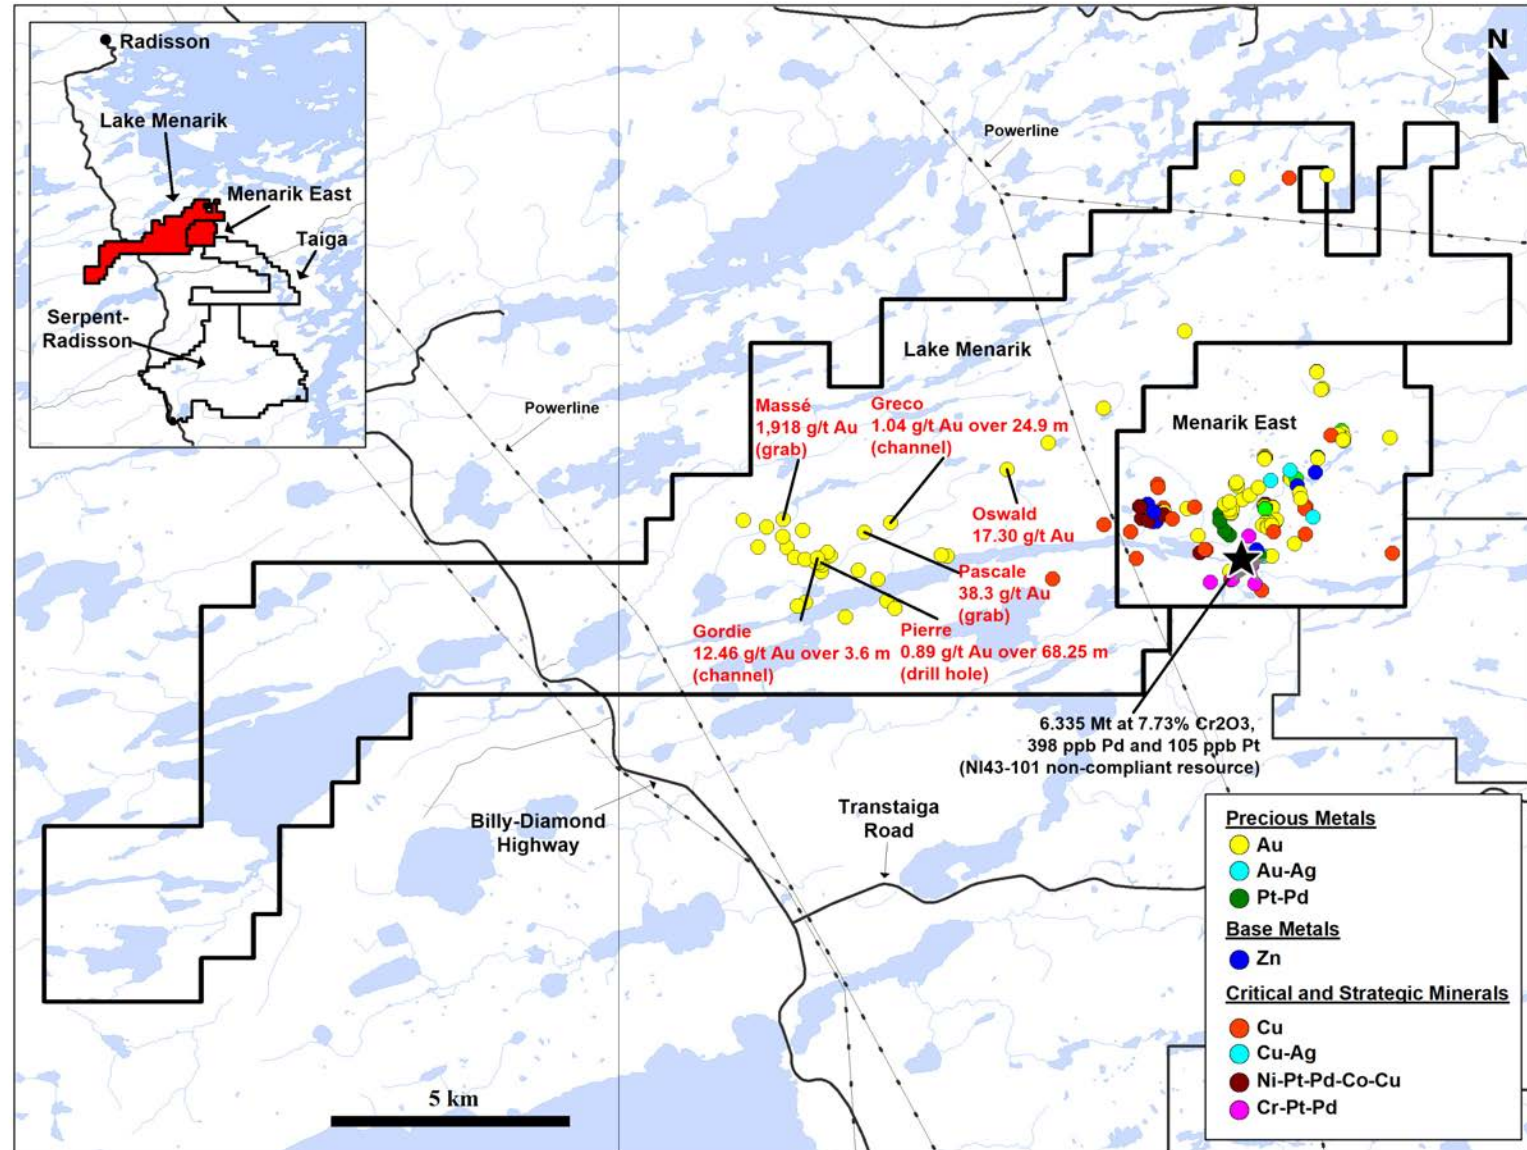 Radisson
Lake Menarik
Menarik East
Taiga
Serpent-
Radisson
N
Powerline
Lake Menarik
Powerline
Menarik East
Massé
1,918 g/t Au
(grab)
Greco
1.04 g/t Au over 24.9 m
(channel)
Oswald
17.30 g/t Au
Pascale
38.3 g/t Au
(grab)
Gordie
12.46 g/t Au over 3.6 m
(channel)
Pierre
0.89 g/t Au over 68.25 m
(drill hole)
6.335 Mt at 7.73% Cr2O3,
398 ppb Pd and 105 ppb Pt
(NI43-101 non-compliant resource)
Billy-Diamond
Highway
Transtaiga
Road
5 km
Precious Metals
Au
Au-Ag
Pt-Pd
Base Metals
Zn
Critical and Strategic Minerals
Cu
Cu-Ag
Ni-Pt-Pd-Co-Cu
Cr-Pt-Pd